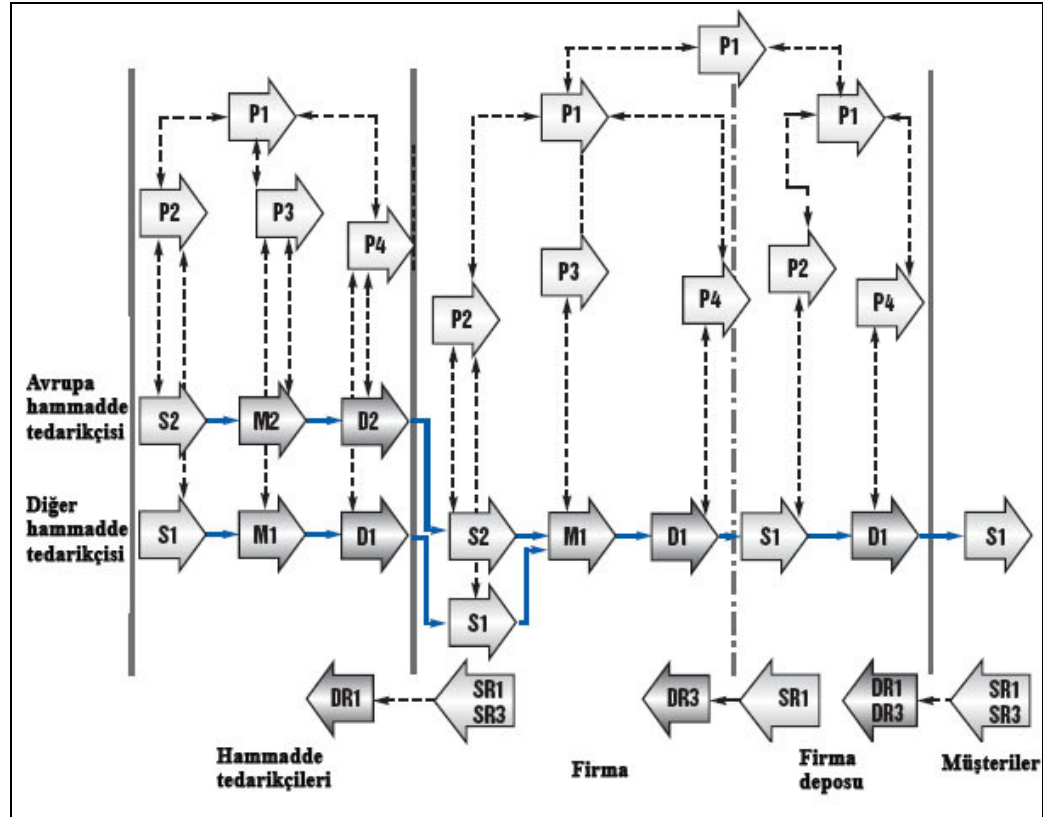 P1
P1
P1
P1
P2
P3
P4
P3
P2
P4
P2
P4
Avrupa
hammadde
tedarikçisi
S2
M2
D2
Diğer
hammadde
tedarikçisi
S1
M1
D1
S2
M1
D1
S1
D1
S1
S1
DR1
SR1
SR3
DR3
SR1
DR1
DR3
SR1
SR3
Hammadde
tedarikçileri
Firma
Firma
deposu
Müşteriler